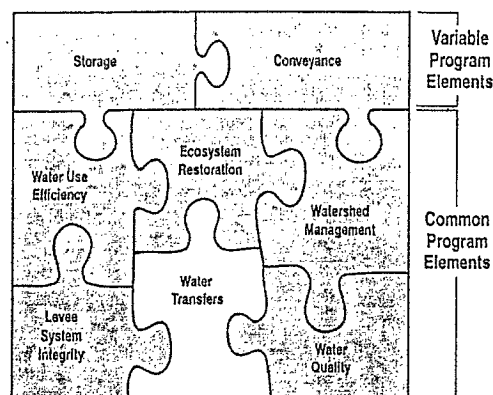 Storage
Conveyance
Variable
Program
Elements
Water Use
Efficiency
Ecosystem
Restoration
Watershed
Management
Common
Program
Elements
Water
Transfers
Levee
System
Integrity
Water
Quality